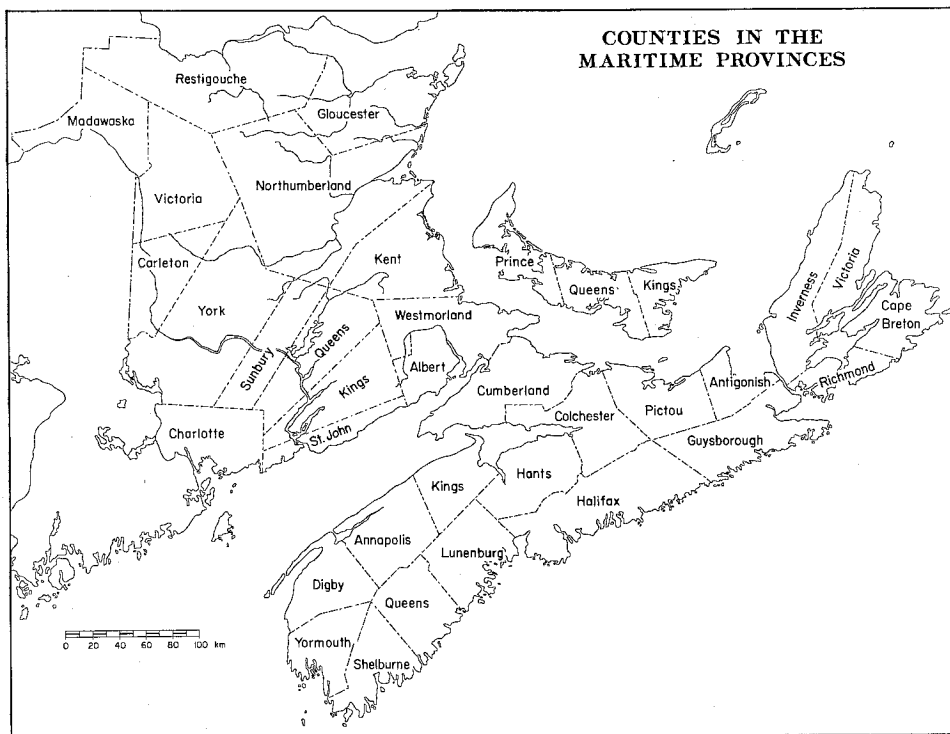 COUNTIES IN THE
MARITIME PROVINCES
Restigouche
Gloucester
Madawaska
Northumberland
Victoria
Carleton
Kent
York
Prince
Queens
Kings
Inverness
Victoria
Cape
Breton
Richmond
Westmorland
Queens
Sunbury
Kings
Albert
Charlotte
St. John
Cumberland
Colchester
Pictou
Antigonish
Guysborough
Halifax
Hants
Kings
Annapolis
Lunenburg
Digby
Queens
Yormouth
Shelburne
0 20 40 60 80 100 km